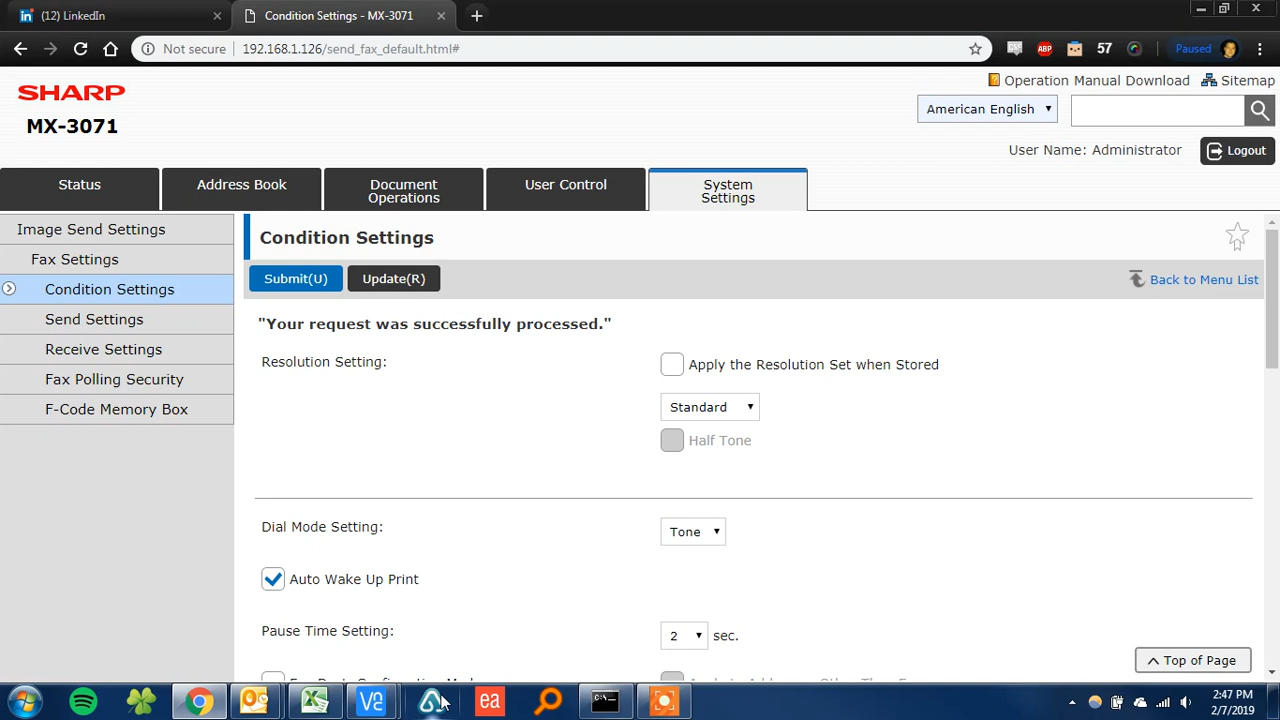 (12) LinkedIn
Condition Settings - MX-3071
Not secure
192.168.1.126/send_fax_default.html#
ABP
57
Paused
SHARP
MX-3071
Operation Manual Download
Sitemap
American English
User Name: Administrator
Logout
Status
Address Book
Document
Operations
User Control
System
Settings
Image Send Settings
Fax Settings
Condition Settings
Send Settings
Receive Settings
Fax Polling Security
F-Code Memory Box
Condition Settings
Submit(U)
Update(R)
Back to Menu List
"Your request was successfully processed."
Resolution Setting:
Apply the Resolution Set when Stored
Standard
Half Tone
Dial Mode Setting:
Tone
Auto Wake Up Print
Pause Time Setting:
2
sec.
Top of Page
ea
2:47 PM
2/7/2019